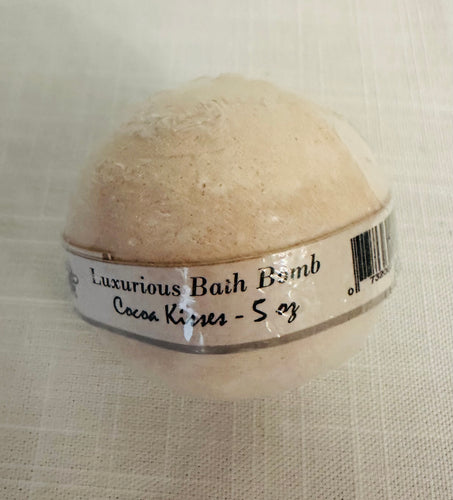 Luxurious Bath Bomb
Cocoa Kisses - 5 oz